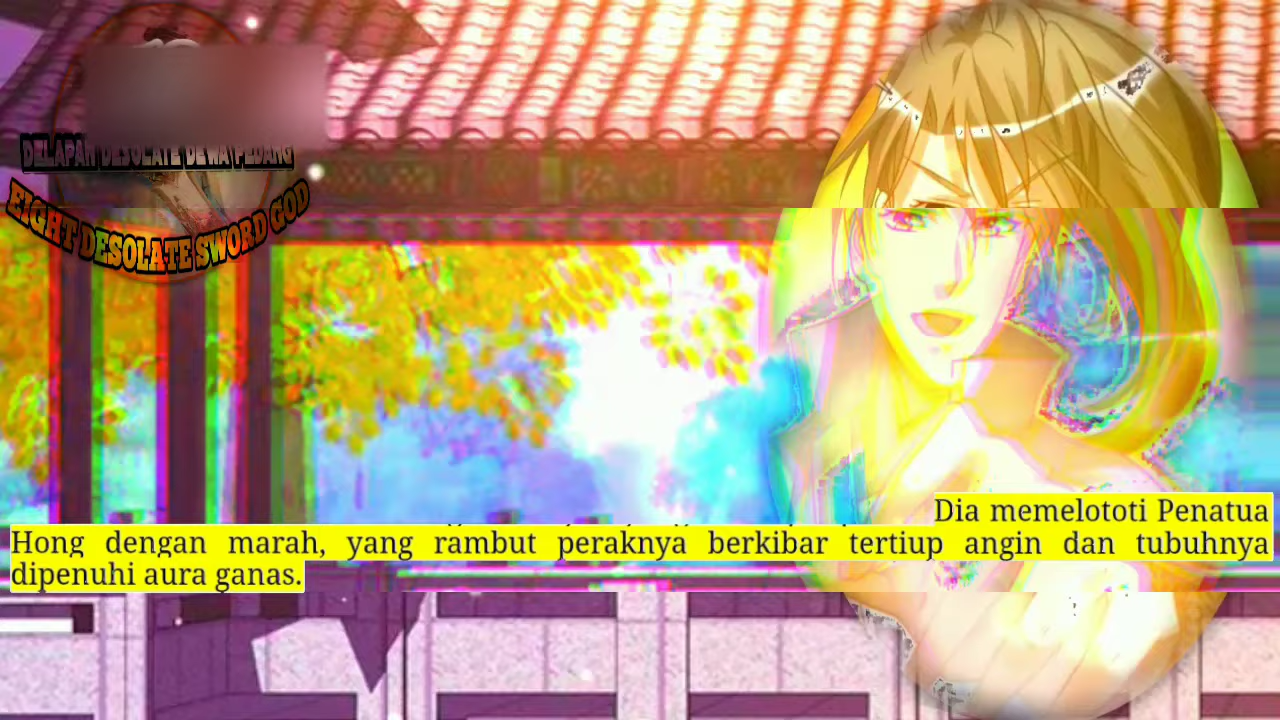 DELAPAN DESOLATE DEWA PEDANG
EIGHT DESOLATE SWORD GOD
Dia memelototi Penatua
Hong dengan marah, yang rambut peraknya berkibar tertiup angin dan tubuhnya
dipenuhi aura ganas.